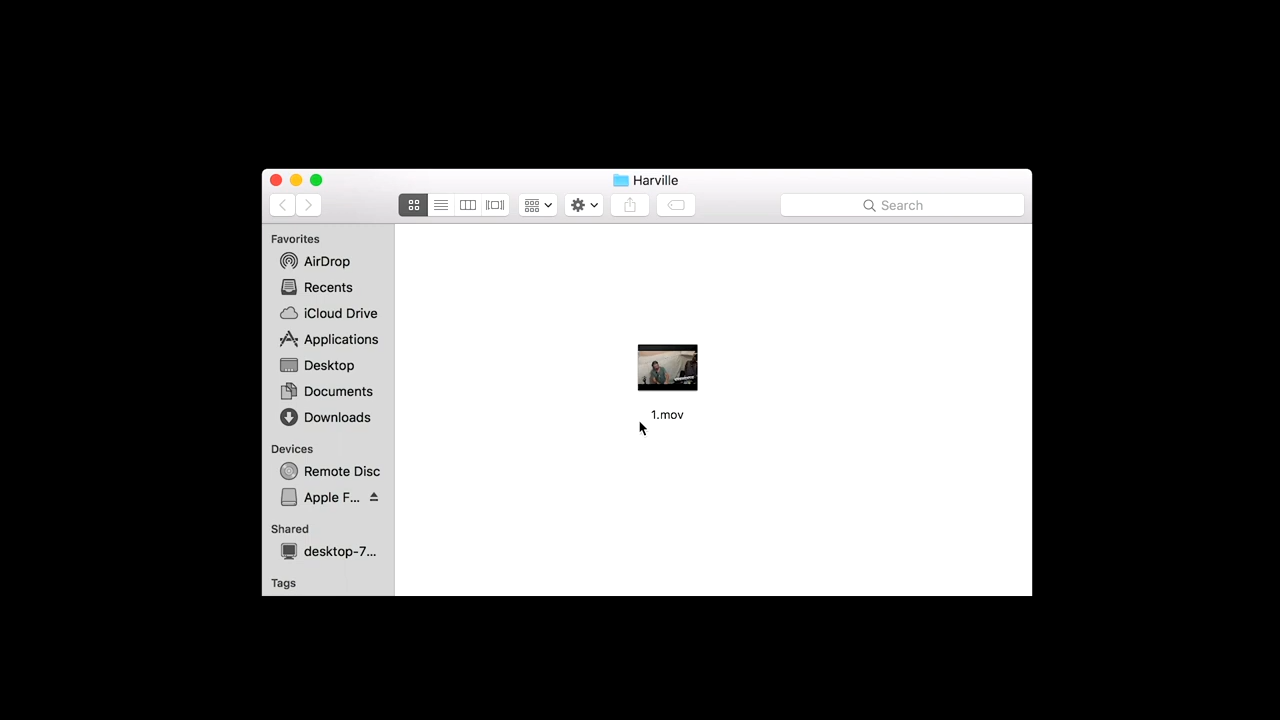 Harville
Search
Favorites
AirDrop
Recents
iCloud Drive
Applications
Desktop
Documents
Downloads
Devices
Remote Disc
Apple F...
Shared
desktop-7...
Tags
1.mov